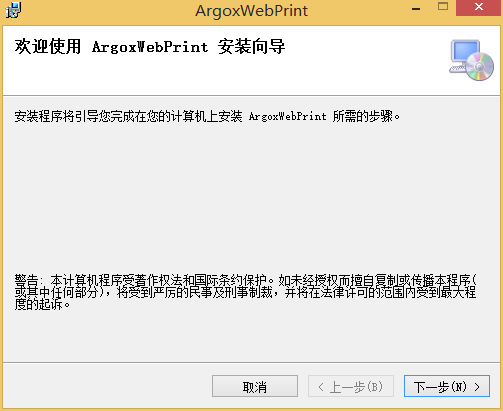 ArgoxWebPrint
欢迎使用 ArgoxWebPrint 安装向导
安装程序将引导您完成在您的计算机上安装 ArgoxWebPrint 所需的步骤。
警告: 本计算机程序受著作权法和国际条约保护。如未经授权而擅自复制或传播本程序(
或其中任何部分)，将受到严厉的民事及刑事制裁，并将在法律许可的范围内受到最大程
度的起诉。
取消
< 上一步(B)
下一步(N) >